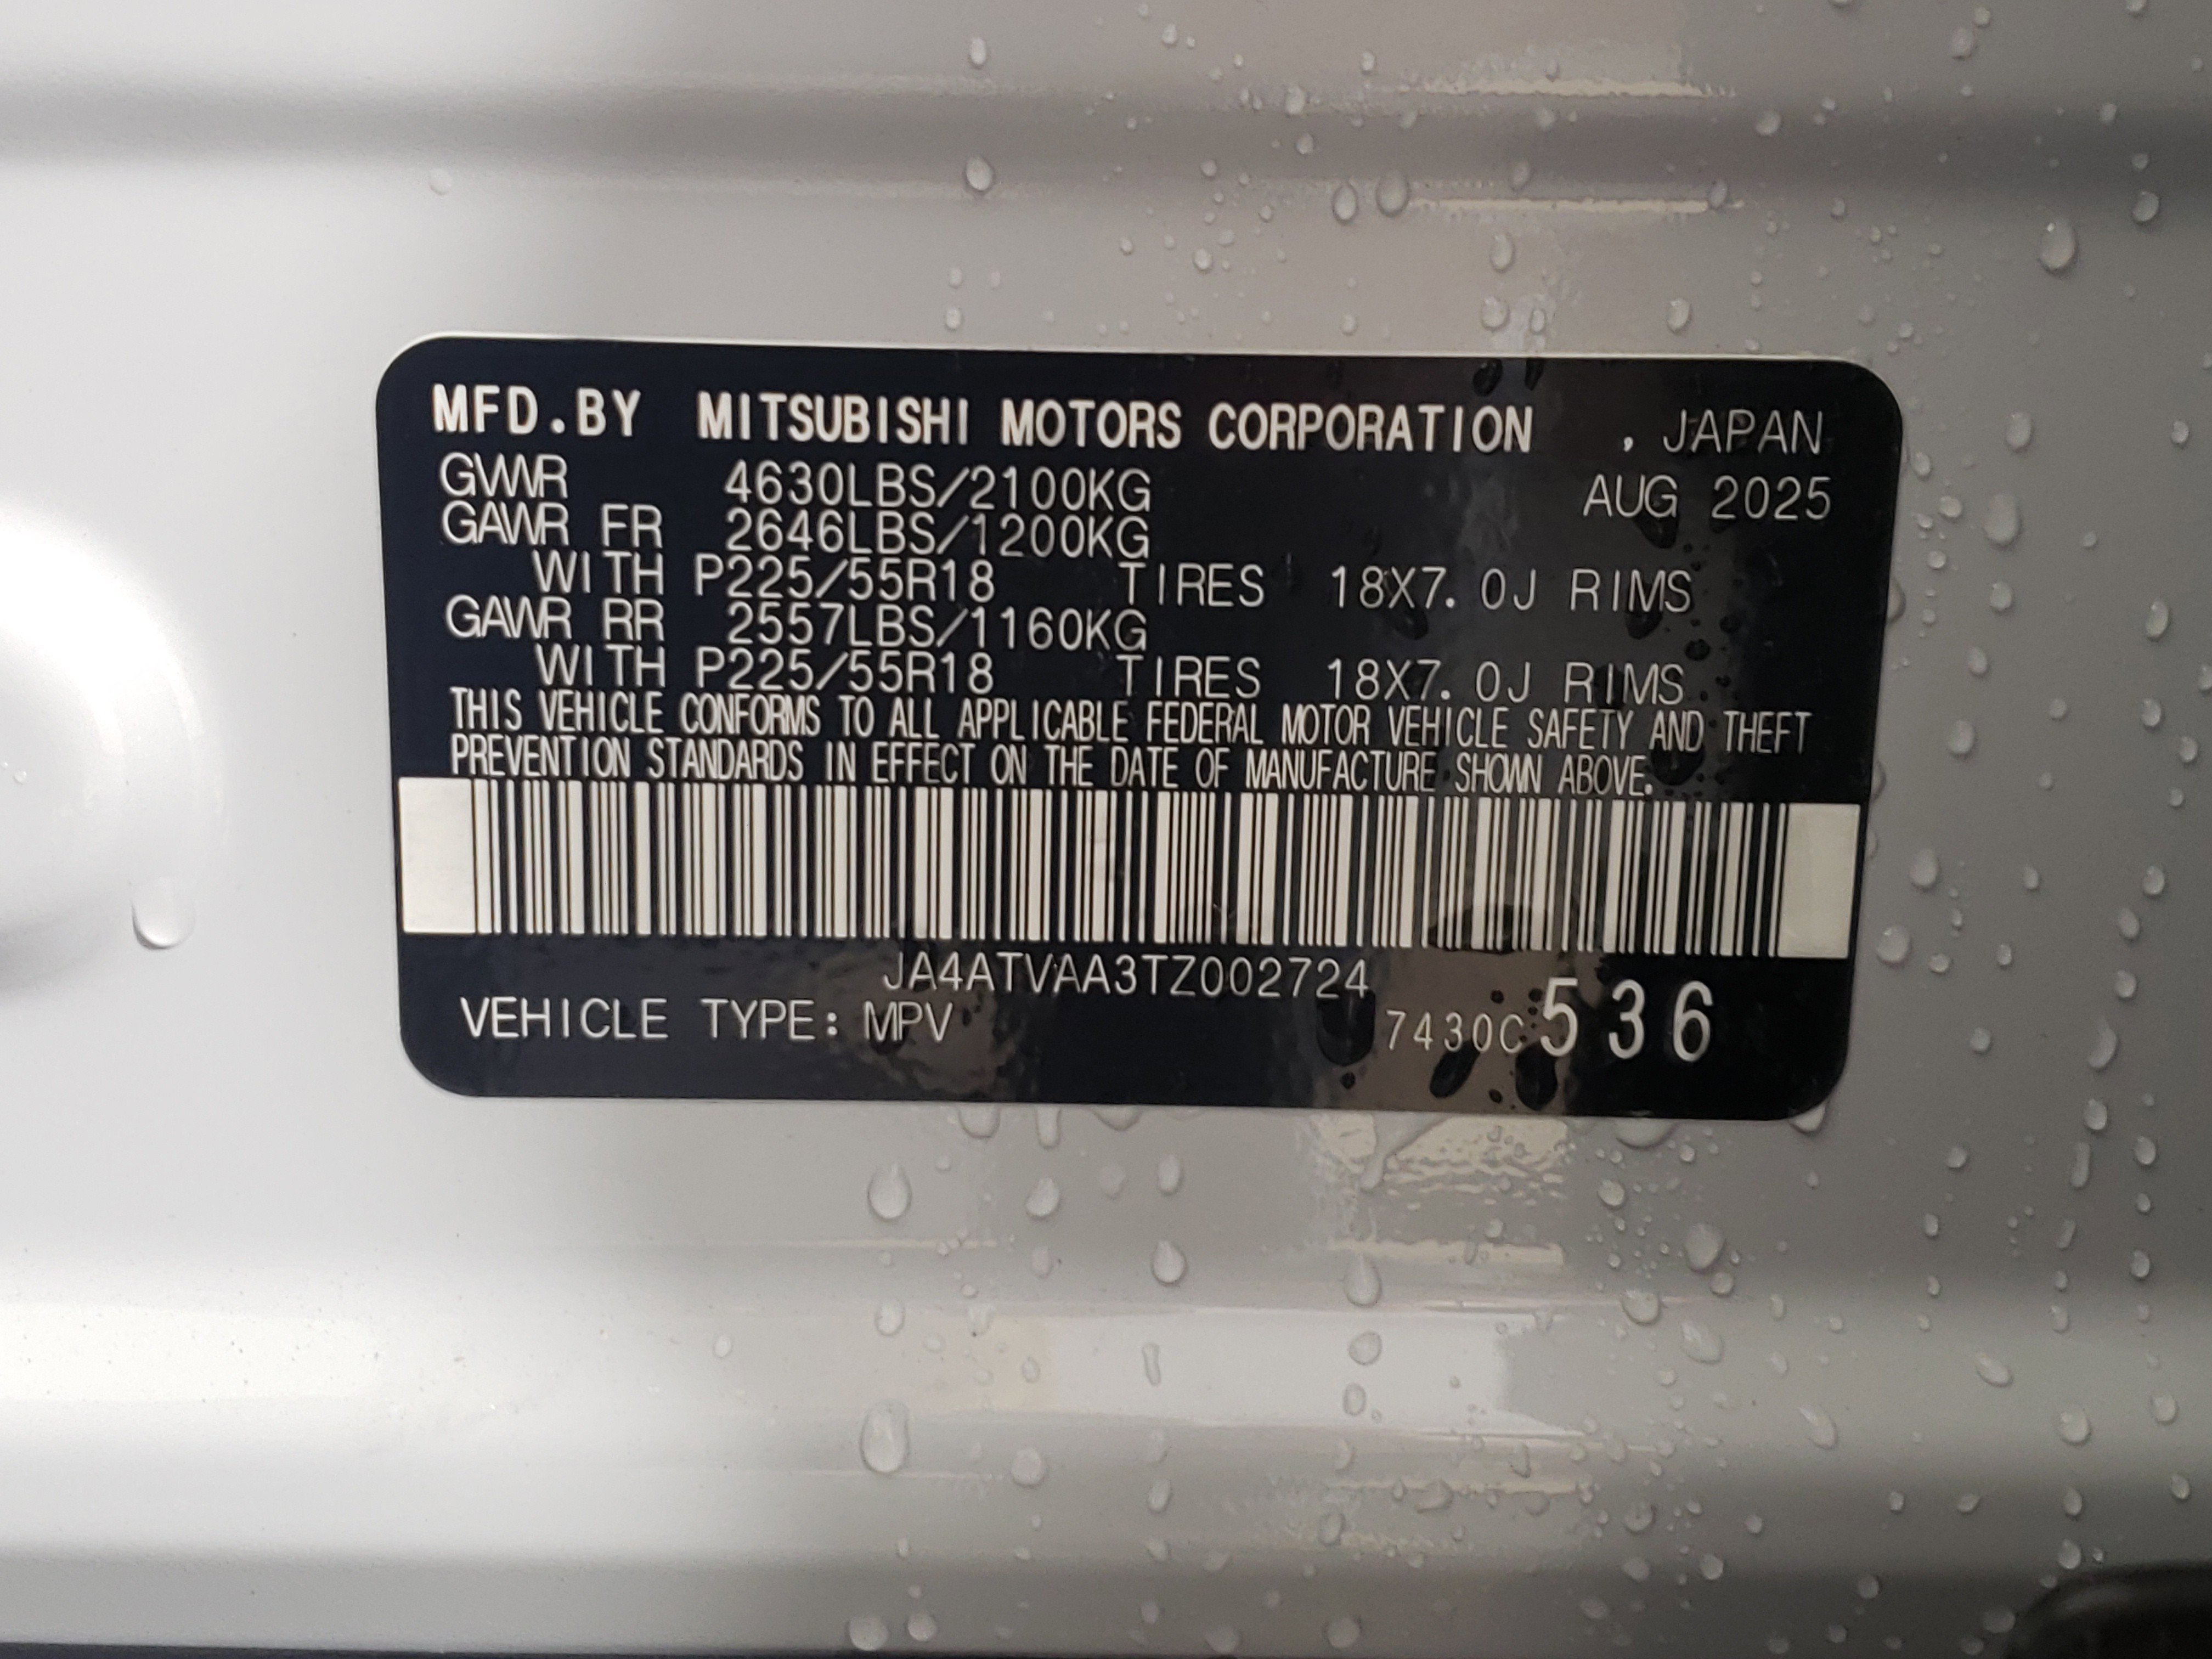 MFD.BY MITSUBISHI MOTORS CORPORATION , JAPAN
GVWR 4630LBS/2100KG AUG 2025
GAWR FR 2646LBS/1200KG
WITH P225/55R18 TIRES 18X7.0J RIMS
GAWR RR 2557LBS/1160KG
WITH P225/55R18 TIRES 18X7.0J RIMS
THIS VEHICLE CONFORMS TO ALL APPLICABLE FEDERAL MOTOR VEHICLE SAFETY AND THEFT
PREVENTION STANDARDS IN EFFECT ON THE DATE OF MANUFACTURE SHOWN ABOVE.
JA4ATVAA3TZ002724
VEHICLE TYPE: MPV 7430C536